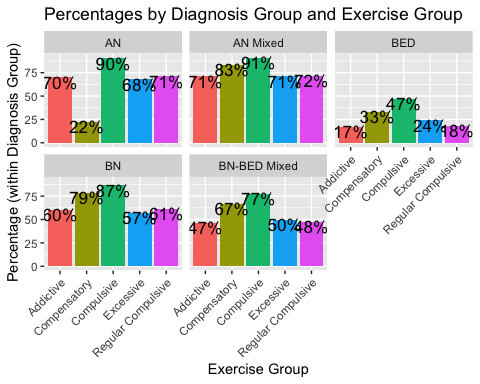 Percentages by Diagnosis Group and Exercise Group
Percentage (within Diagnosis Group)
AN
AN Mixed
BED
75
50
25
0
70%
22%
90%
68%
71%
71%
83%
91%
71%
72%
17%
33%
47%
24%
18%
Addictive
Compensatory
Compulsive
Excessive
Regular Compulsive
BN
BN-BED Mixed
75
50
25
0
60%
79%
87%
57%
61%
47%
67%
77%
50%
48%
Addictive
Compensatory
Compulsive
Excessive
Regular Compulsive
Addictive
Compensatory
Compulsive
Excessive
Regular Compulsive
Exercise Group